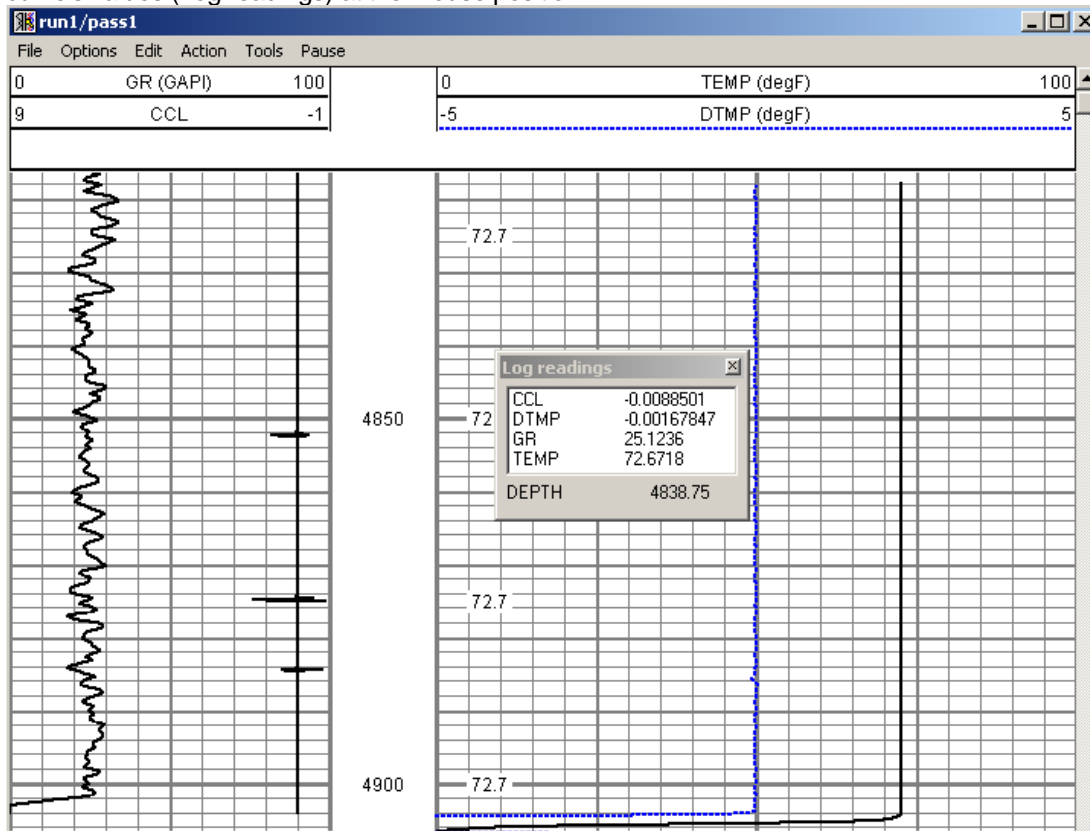 run1/pass1
File Options Edit Action Tools Pause
0 GR (GAPI) 100 0 TEMP (degF) 100
9 CCL -1 -5 DTMP (degF) 5
72.7
Log readings
CCL -0.0088501
4850 72 DTMP -0.00167847
GR 25.1236
TEMP 72.6718
DEPTH 4838.75
72.7
4900 72.7